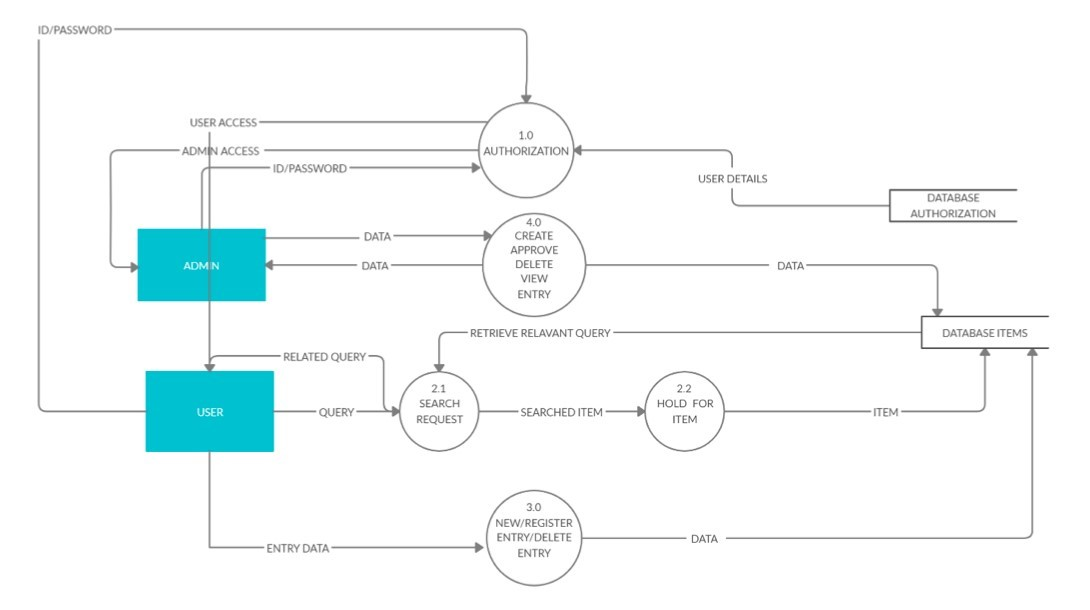 ID/PASSWORD
USER ACCESS
1.0
AUTHORIZATION
ADMIN ACCESS
ID/PASSWORD
USER DETAILS
DATABASE
AUTHORIZATION
4.0
CREATE
APPROVE
DELETE
VIEW
ENTRY
DATA
ADMIN
DATA
DATA
RETRIEVE RELAVANT QUERY
DATABASE ITEMS
RELATED QUERY
USER
QUERY
2.1
SEARCH
REQUEST
SEARCHED ITEM
2.2
HOLD FOR
ITEM
ITEM
3.0
NEW/REGISTER
ENTRY/DELETE
ENTRY
ENTRY DATA
DATA